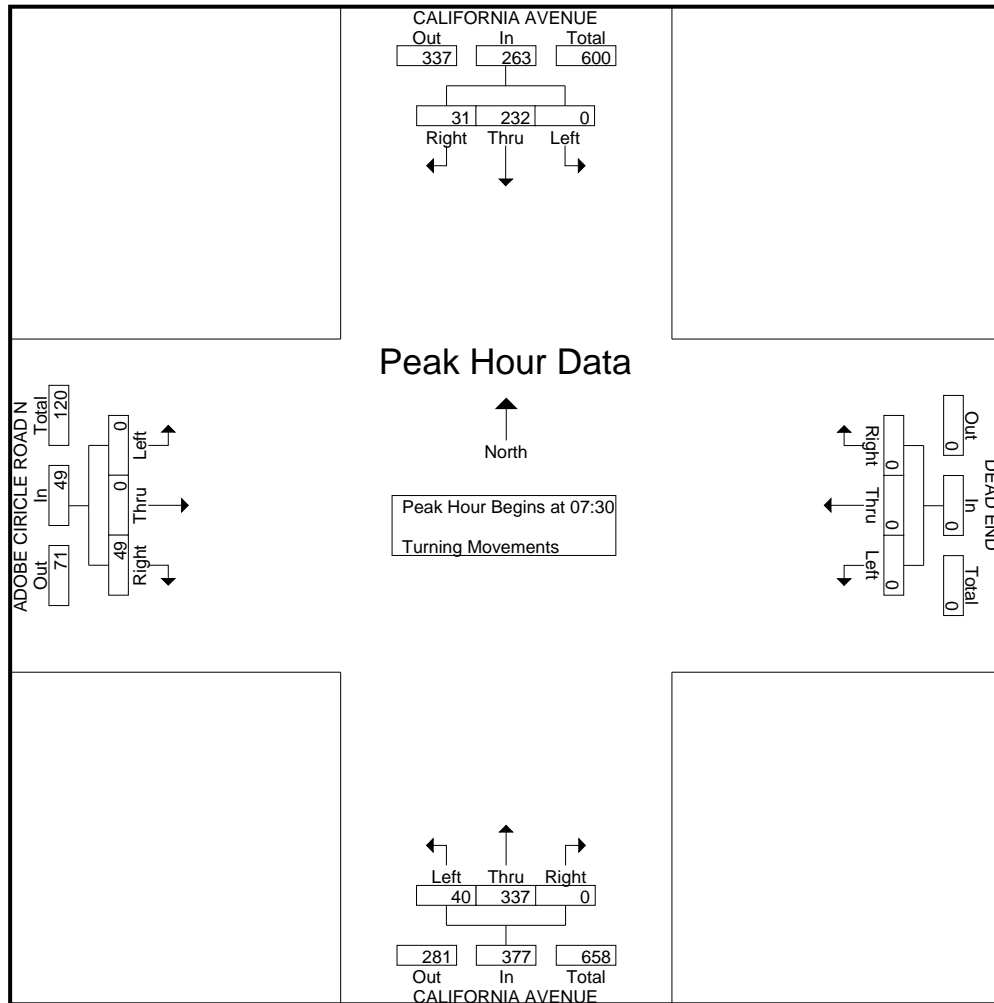 CALIFORNIA AVENUE
Out In Total
337 263 600
31 232 0
Right Thru Left
Peak Hour Data
North
Peak Hour Begins at 07:30
Turning Movements
ADOBE CIRICLE ROAD N
Out In Total
71 49 120
49 0 0
Right Thru Left
DEAD END
Out In Total
0 0 0
0 0 0
Right Thru Left
Left Thru Right
40 337 0
281 377 658
Out In Total
CALIFORNIA AVENUE